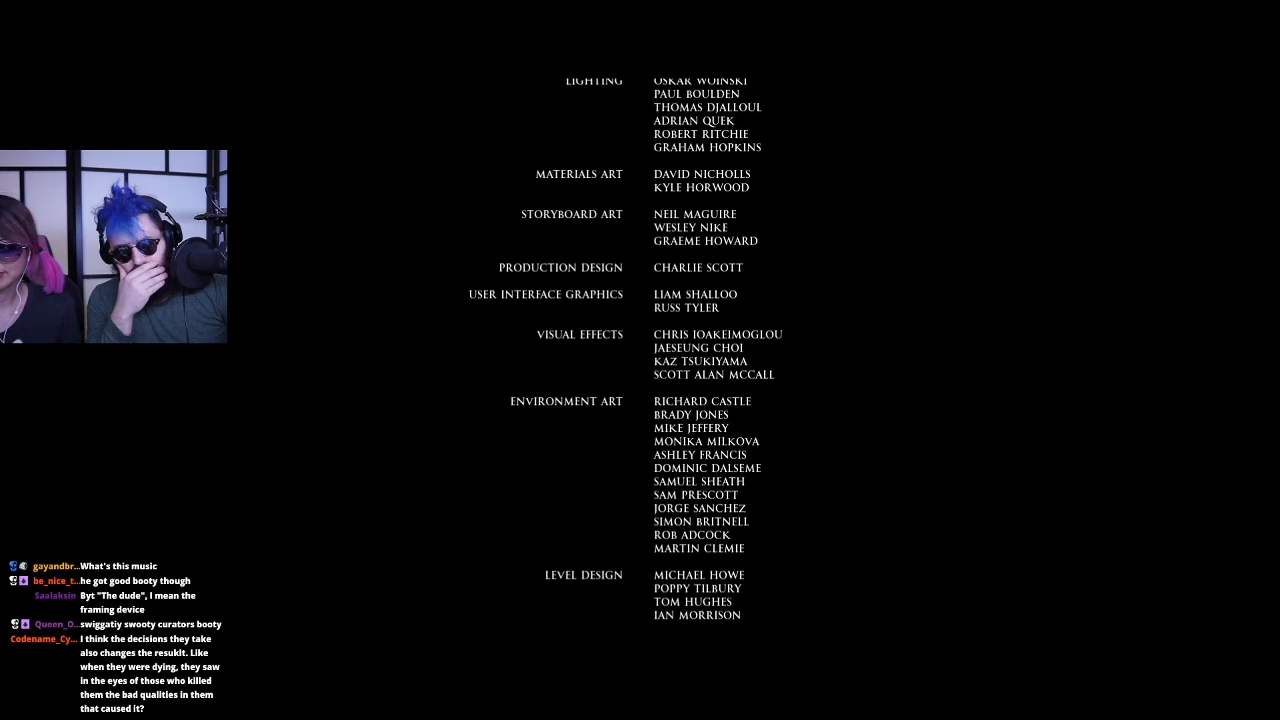 LIGHTING OSKAR WOINSKI
PAUL BOULDEN
THOMAS DJALLOUL
ADRIAN QUEK
ROBERT RITCHIE
GRAHAM HOPKINS
MATERIALS ART DAVID NICHOLLS
KYLE HORWOOD
STORYBOARD ART NEIL MAGUIRE
WESLEY NIKE
GRAEME HOWARD
PRODUCTION DESIGN CHARLIE SCOTT
USER INTERFACE GRAPHICS LIAM SHALLOO
RUSS TYLER
VISUAL EFFECTS CHRIS IOAKEIMOGLOU
JAESEUNG CHOI
KAZ TSUKIYAMA
SCOTT ALAN MCCALL
ENVIRONMENT ART RICHARD CASTLE
BRADY JONES
MIKE JEFFERY
MONIKA MILKOVA
ASHLEY FRANCIS
DOMINIC DALSEME
SAMUEL SHEATH
SAM PRESCOTT
JORGE SANCHEZ
SIMON BRITNELL
ROB ADCOCK
MARTIN CLEMIE
LEVEL DESIGN MICHAEL HOWE
POPPY TILBURY
TOM HUGHES
IAN MORRISON
gayandbr... What's this music
be_nice_t... he got good booty though
Saalaksin Byt "The dude", I mean the
framing device
Queen_O... swiggatiy swooty curators booty
Codename_Cy... I think the decisions they take
also changes the resuklt. Like
when they were dying, they saw
in the eyes of those who killed
them the bad qualities in them
that caused it?